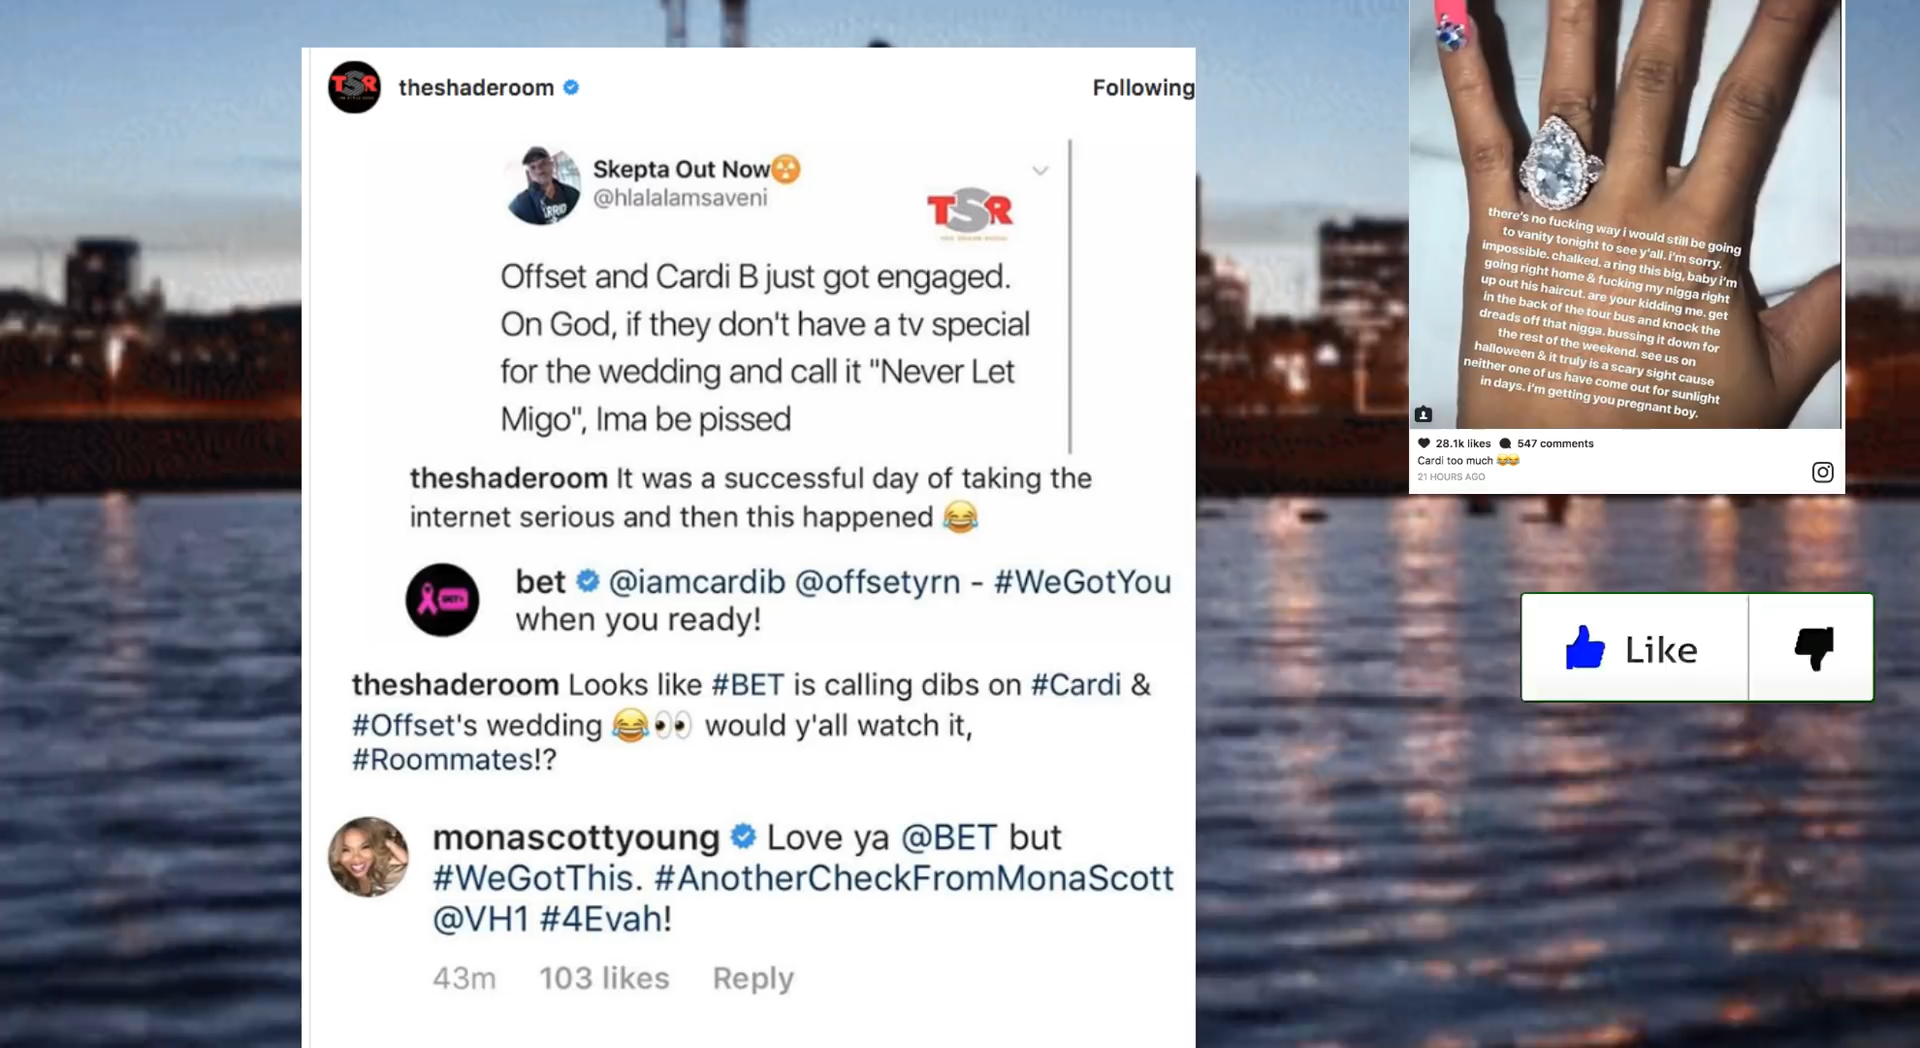 TSR
theshaderoom
Following
Skepta Out Now
@hlalalamsaveni
TSR
Offset and Cardi B just got engaged.
On God, if they don't have a tv special
for the wedding and call it "Never Let
Migo", Ima be pissed
theshaderoom It was a successful day of taking the
internet serious and then this happened 😂
bet @iamcardib @offsetyrn - #WeGotYou
when you ready!
theshaderoom Looks like #BET is calling dibs on #Cardi &
#Offset's wedding 😂👀 would y'all watch it,
#Roommates!?
monascottyoung Love ya @BET but
#WeGotThis. #AnotherCheckFromMonaScott
@VH1 #4Evah!
43m 103 likes Reply
there's no fucking way i would still be going
to vanity tonight to see y'all. i'm sorry.
impossible. chalked. a ring this big, baby i'm
going right home & fucking my nigga right
up out his haircut. are your kidding me. get
in the back of the tour bus and knock the
dreads off that nigga. bussing it down for
the rest of the weekend. see us on
halloween & it truly is a scary sight cause
neither one of us have come out for sunlight
in days. i'm getting you pregnant boy.
28.1k likes 547 comments
Cardi too much 😂😂
21 HOURS AGO
Like